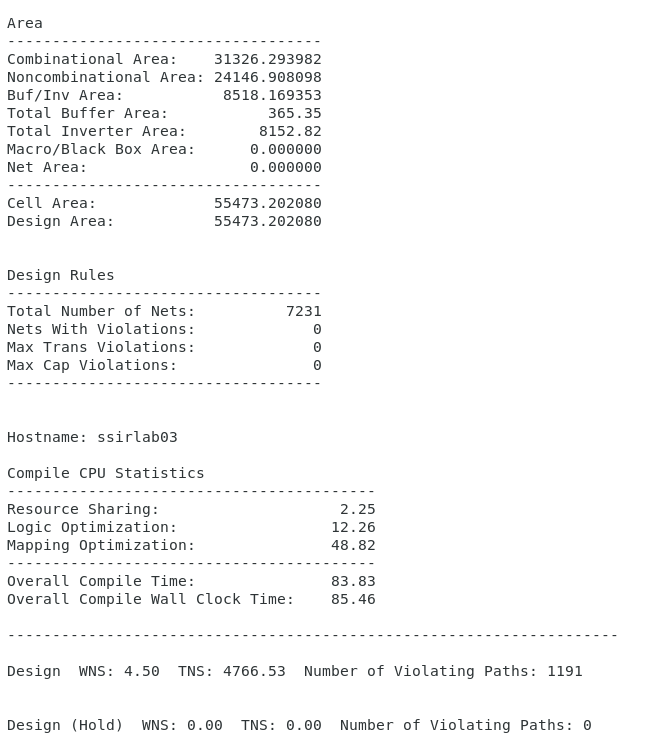 Area
-----------------------------------
Combinational Area:    31326.293982
Noncombinational Area: 24146.908098
Buf/Inv Area:           8518.169353
Total Buffer Area:           365.35
Total Inverter Area:        8152.82
Macro/Black Box Area:      0.000000
Net Area:                  0.000000
-----------------------------------
Cell Area:             55473.202080
Design Area:           55473.202080
Design Rules
-----------------------------------
Total Number of Nets:          7231
Nets With Violations:             0
Max Trans Violations:             0
Max Cap Violations:               0
-----------------------------------
Hostname: ssirlab03
Compile CPU Statistics
-----------------------------------------
Resource Sharing:                    2.25
Logic Optimization:                 12.26
Mapping Optimization:               48.82
-----------------------------------------
Overall Compile Time:               83.83
Overall Compile Wall Clock Time:    85.46
--------------------------------------------------------------------
Design  WNS: 4.50  TNS: 4766.53  Number of Violating Paths: 1191
Design (Hold)  WNS: 0.00  TNS: 0.00  Number of Violating Paths: 0